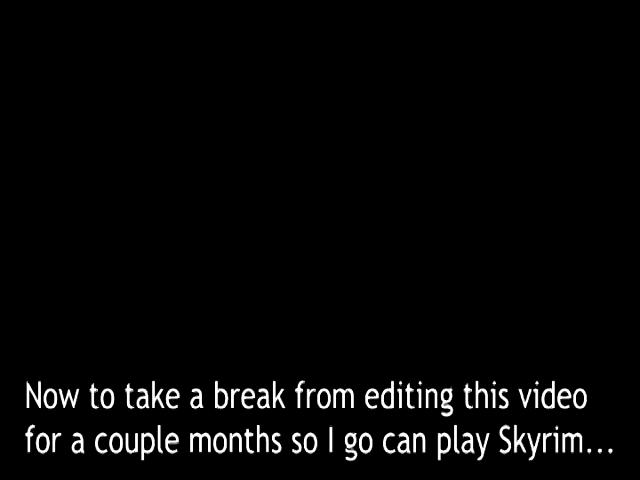 Now to take a break from editing this video
for a couple months so I go can play Skyrim...